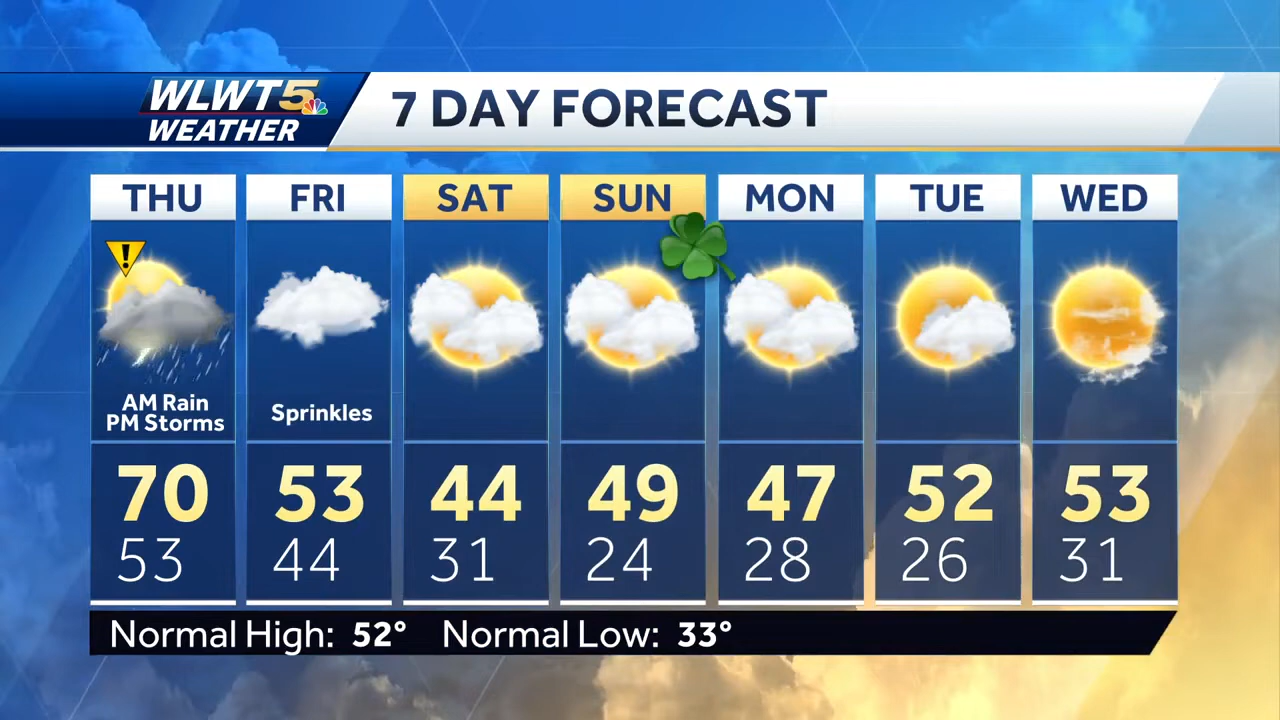 WLWT5
WEATHER
7 DAY FORECAST
THU
FRI
SAT
SUN
MON
TUE
WED
!
AM Rain
PM Storms
Sprinkles
70
53
44
49
47
52
53
53
44
31
24
28
26
31
Normal High: 52° Normal Low: 33°